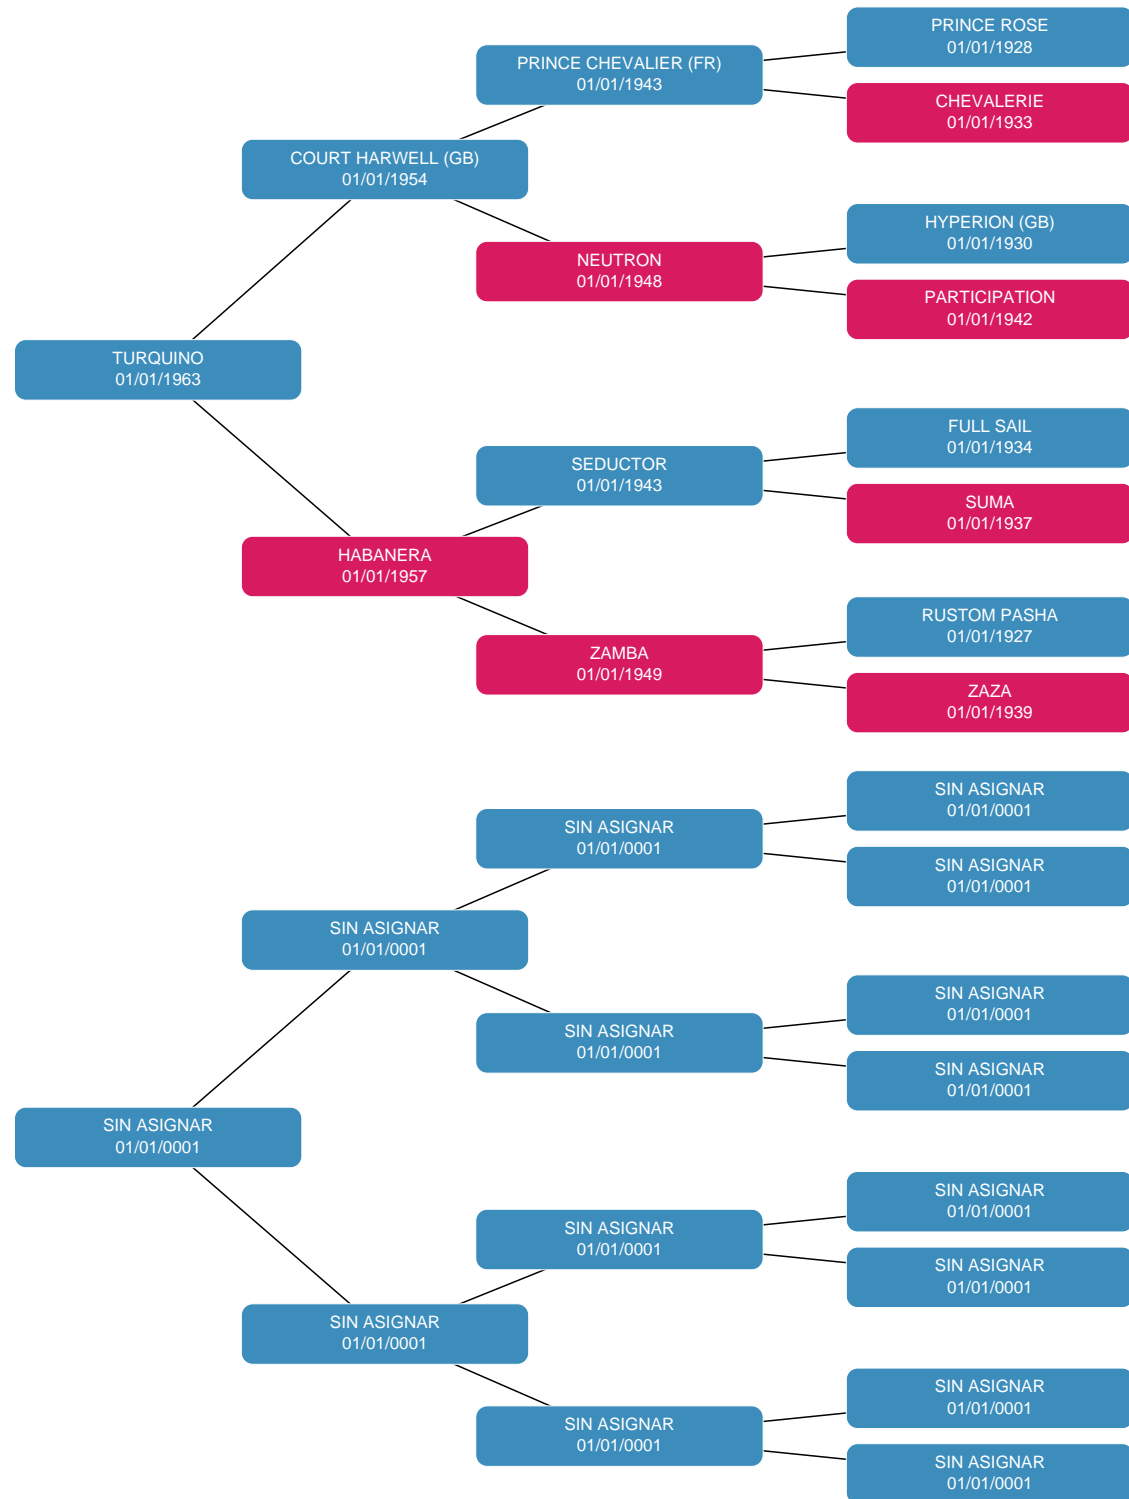 PRINCE ROSE
01/01/1928
PRINCE CHEVALIER (FR)
01/01/1943
CHEVALERIE
01/01/1933
COURT HARWELL (GB)
01/01/1954
HYPERION (GB)
01/01/1930
NEUTRON
01/01/1948
PARTICIPATION
01/01/1942
TURQUINO
01/01/1963
FULL SAIL
01/01/1934
SEDUCTOR
01/01/1943
SUMA
01/01/1937
HABANERA
01/01/1957
RUSTOM PASHA
01/01/1927
ZAMBA
01/01/1949
ZAZA
01/01/1939
SIN ASIGNAR
01/01/0001
SIN ASIGNAR
01/01/0001
SIN ASIGNAR
01/01/0001
SIN ASIGNAR
01/01/0001
SIN ASIGNAR
01/01/0001
SIN ASIGNAR
01/01/0001
SIN ASIGNAR
01/01/0001
SIN ASIGNAR
01/01/0001
SIN ASIGNAR
01/01/0001
SIN ASIGNAR
01/01/0001
SIN ASIGNAR
01/01/0001
SIN ASIGNAR
01/01/0001
SIN ASIGNAR
01/01/0001
SIN ASIGNAR
01/01/0001
SIN ASIGNAR
01/01/0001